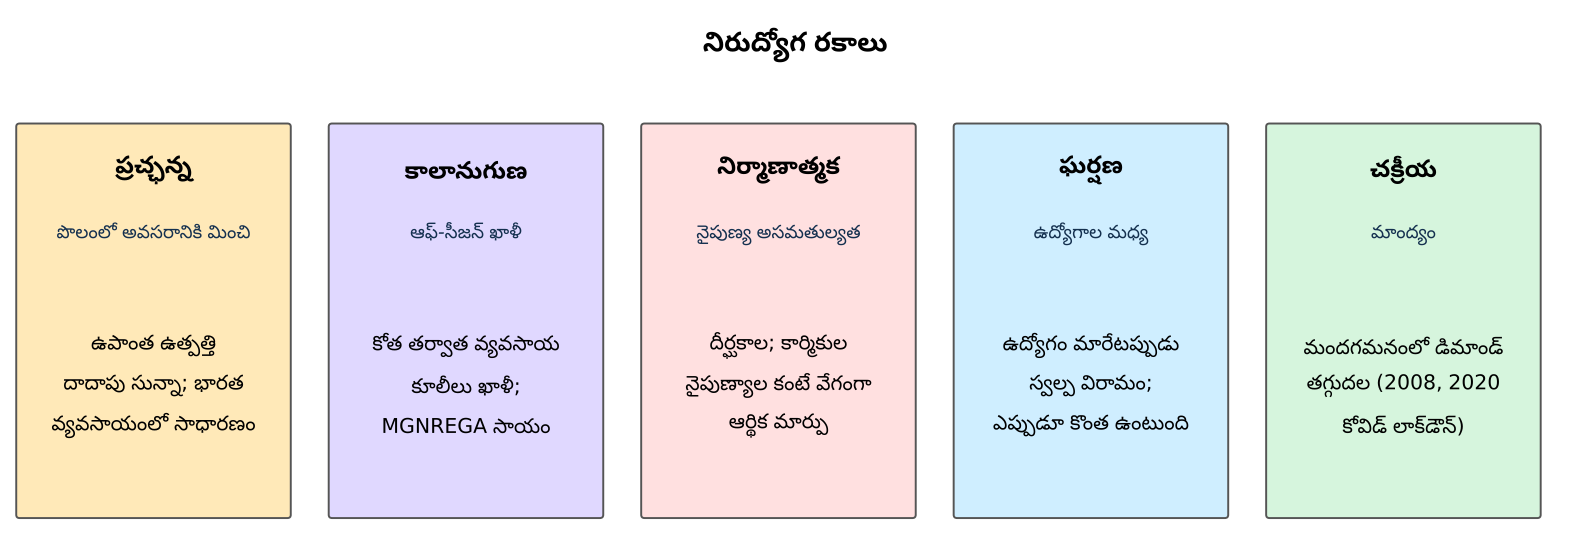 నిరుద్యోగ రకాలు
ప్రచ్ఛన్న
పొలంలో అవసరానికి మించి
ఉపాంత ఉత్పత్తి
దాదాపు సున్నా; భారత
వ్యవసాయంలో సాధారణం
కాలానుగుణ
ఆఫ్-సీజన్ ఖాళీ
కోత తర్వాత వ్యవసాయ
కూలీలు ఖాళీ;
MGNREGA సాయం
నిర్మాణాత్మక
నైపుణ్య అసమతుల్యత
దీర్ఘకాల; కార్మికుల
నైపుణ్యాల కంటే వేగంగా
ఆర్థిక మార్పు
ఘర్షణ
ఉద్యోగాల మధ్య
ఉద్యోగం మారేటప్పుడు
స్వల్ప విరామం;
ఎప్పుడూ కొంత ఉంటుంది
చక్రీయ
మాంద్యం
మందగమనంలో డిమాండ్
తగ్గుదల (2008, 2020
కోవిడ్ లాక్‌డౌన్)